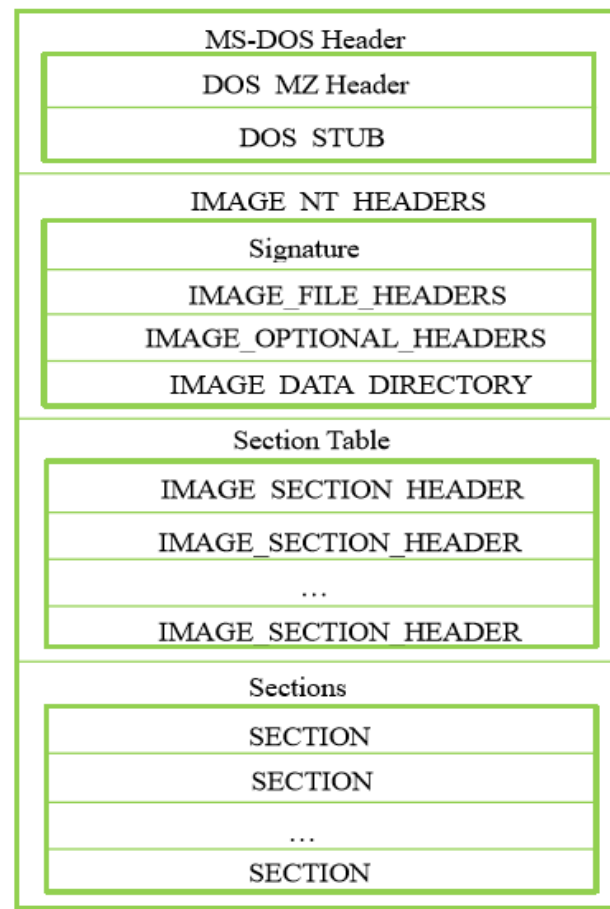 MS-DOS Header
DOS MZ Header
DOS STUB
IMAGE NT HEADERS
Signature
IMAGE_FILE_HEADERS
IMAGE_OPTIONAL_HEADERS
IMAGE DATA DIRECTORY
Section Table
IMAGE SECTION HEADER
IMAGE_SECTION_HEADER
…
IMAGE_SECTION_HEADER
Sections
SECTION
SECTION
…
SECTION